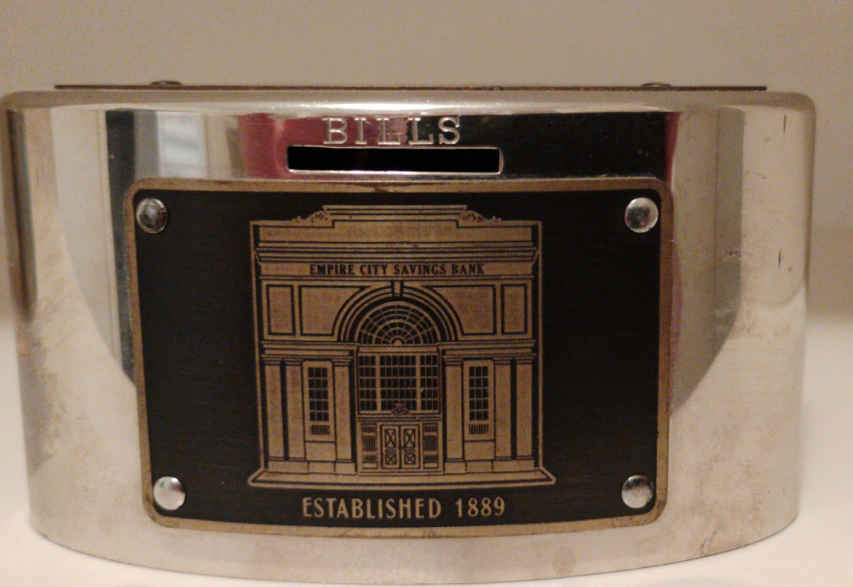 BILLS
EMPIRE CITY SAVINGS BANK
ESTABLISHED 1889